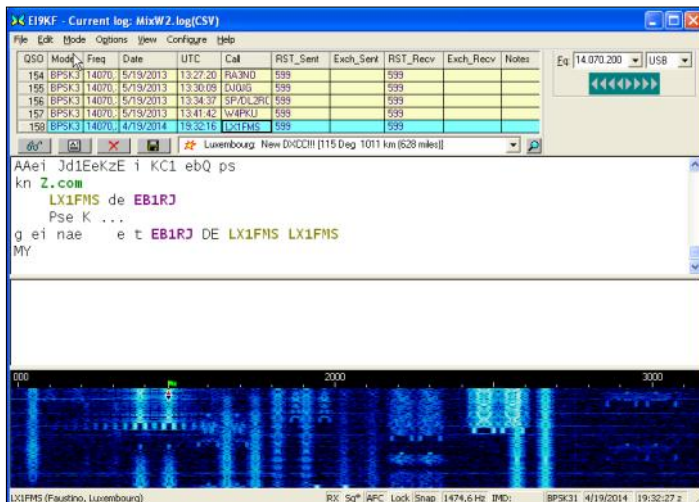 EI9KF - Current log: MixW2.log(CSV)
File Edit Mode Options View Configure Help
QSO Mode Freq Date UTC Call RST_Sent Exch_Sent RST_Recv Exch_Recv Notes
Fq: 14.070.200 USB
154 BPSK3 14070, 5/19/2013 13:27:20 RA3ND 599 599
155 BPSK3 14070, 5/19/2013 13:30:09 DJ0JG 599 599
156 BPSK3 14070, 5/19/2013 13:34:37 SP/DL2RC 599 599
157 BPSK3 14070, 5/19/2013 13:41:42 W4PKU 599 599
158 BPSK3 14070, 4/19/2014 19:32:16 LX1FMS 599 599
Luxembourg: New DXCC!!! [115 Deg 1011 km (628 miles)]
AAei Jd1EeKzE i KC1 ebQ ps
kn Z.com
LX1FMS de EB1RJ
Pse K ...
g ei nae e t EB1RJ DE LX1FMS LX1FMS
MY
000 2000 3000
LX1FMS (Faustino, Luxembourg) RX Sq* AFC Lock Snap 1474.6 Hz IMD: BPSK31 4/19/2014 19:32:27 z